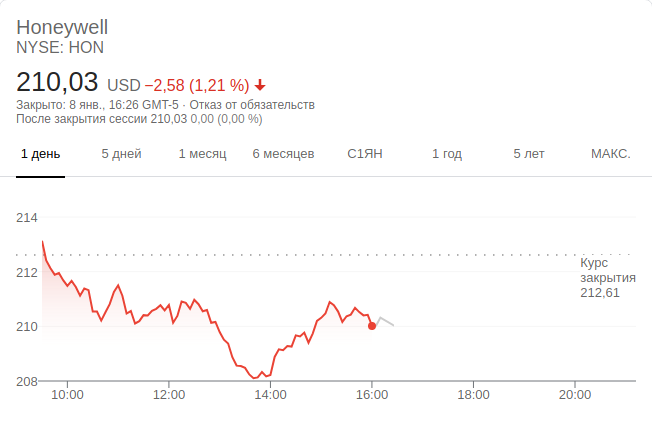 Honeywell
NYSE: HON
210,03 USD −2,58 (1,21 %)
Закрыто: 8 янв., 16:26 GMT-5 · Отказ от обязательств
После закрытия сессии 210,03 0,00 (0,00 %)
1 день 5 дней 1 месяц 6 месяцев С1ЯН 1 год 5 лет МАКС.
214
212
210
208
Курс
закрытия
212,61
10:00 12:00 14:00 16:00 18:00 20:00